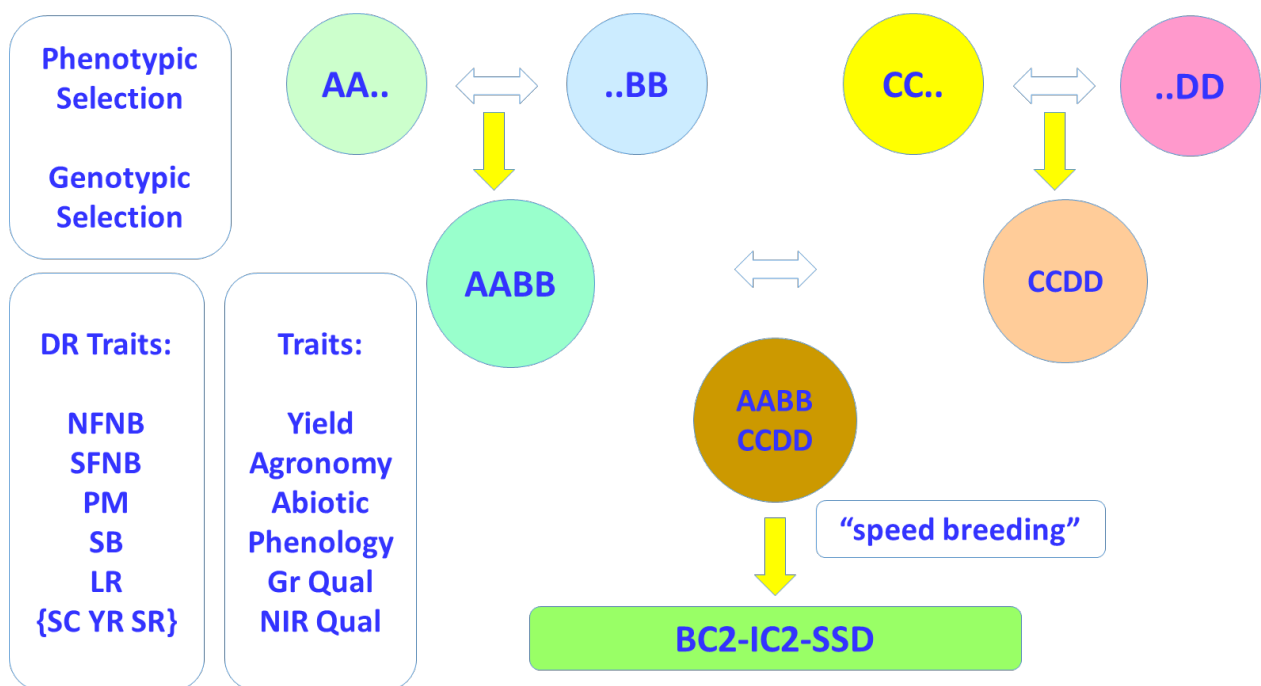 Phenotypic
Selection
Genotypic
Selection
AA..
..BB
CC..
..DD
AABB
CCDD
DR Traits:
NFNB
SFNB
PM
SB
LR
{SC YR SR}
Traits:
Yield
Agronomy
Abiotic
Phenology
Gr Qual
NIR Qual
AABB
CCDD
“speed breeding”
BC2-IC2-SSD